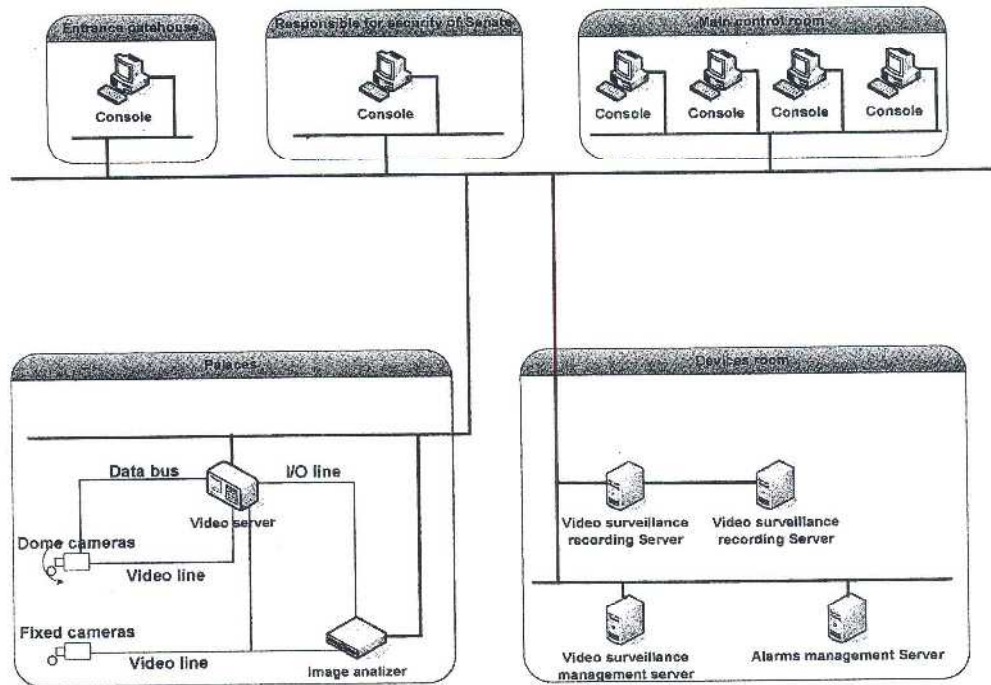 Entrance gatehouse
Responsible for security of Senate
Main control room
Console
Console
Console
Console
Console
Console
Palaces
Devices room
Data bus
I/O line
Video server
Dome cameras
Video line
Fixed cameras
Video line
Image analizer
Video surveillance
recording Server
Video surveillance
recording Server
Video surveillance
management server
Alarms management Server